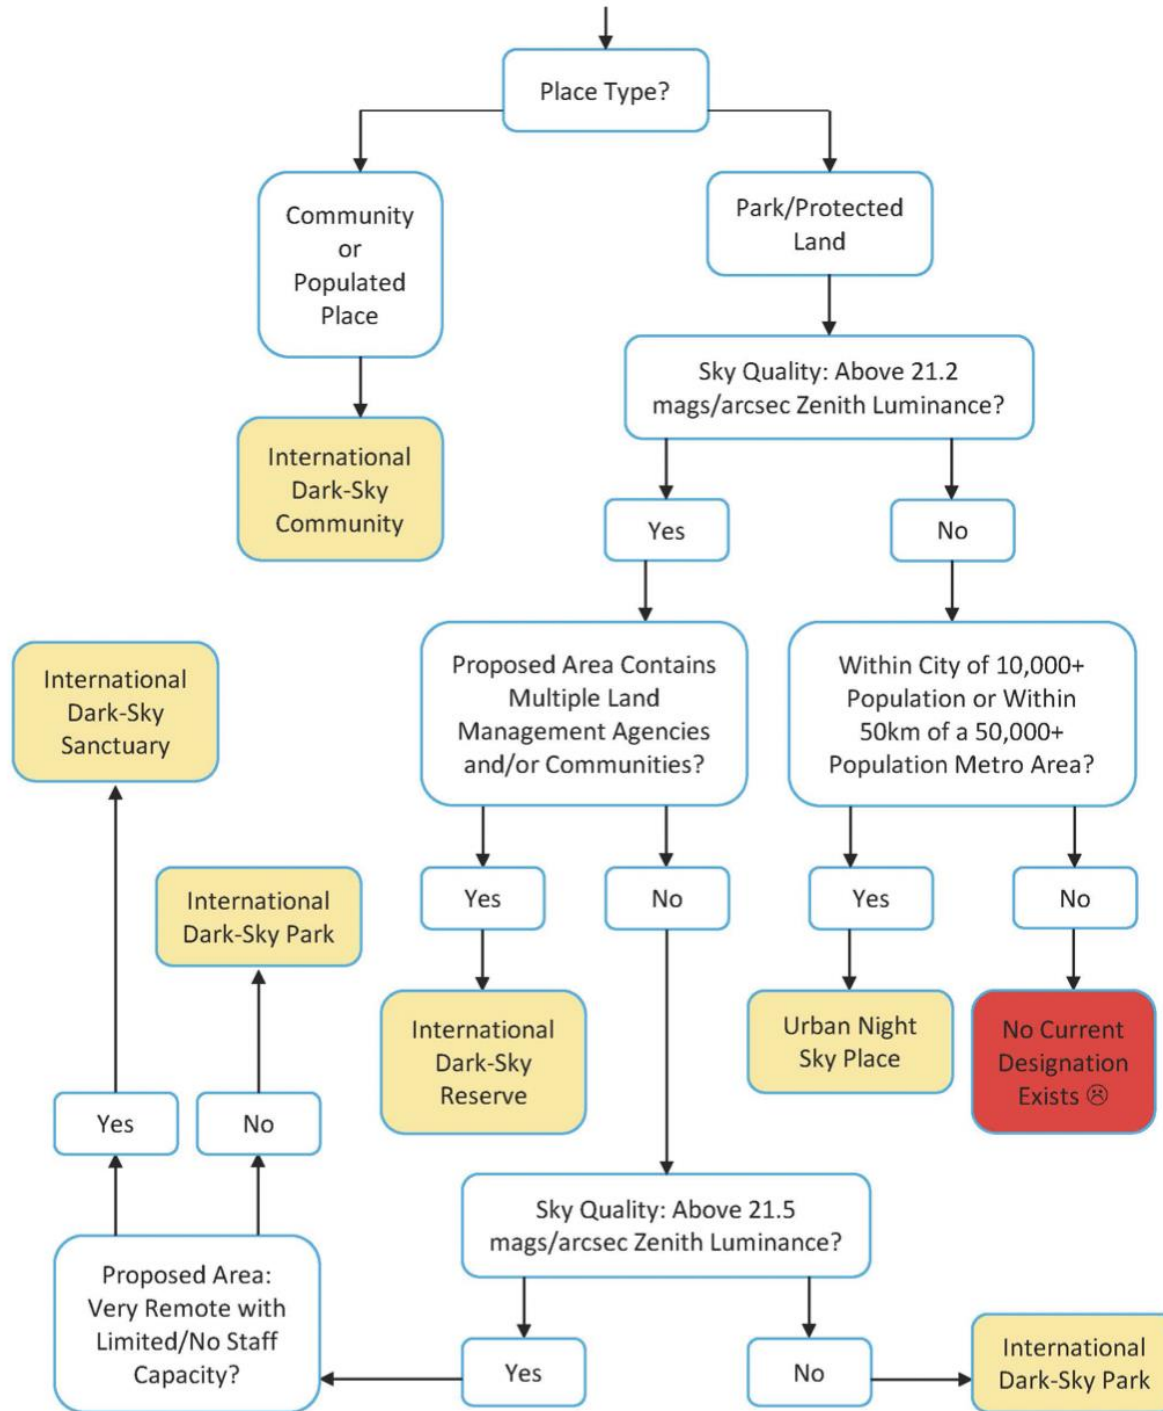 Place Type?
Community
or
Populated
Place
Park/Protected
Land
International
Dark-Sky
Community
Sky Quality: Above 21.2
mags/arcsec Zenith Luminance?
Yes
No
Proposed Area Contains
Multiple Land
Management Agencies
and/or Communities?
Within City of 10,000+
Population or Within
50km of a 50,000+
Population Metro Area?
International
Dark-Sky
Sanctuary
International
Dark-Sky Park
Yes
No
Yes
No
International
Dark-Sky
Reserve
Urban Night
Sky Place
No Current
Designation
Exists ☹
Yes
No
Sky Quality: Above 21.5
mags/arcsec Zenith Luminance?
Proposed Area:
Very Remote with
Limited/No Staff
Capacity?
Yes
No
International
Dark-Sky Park